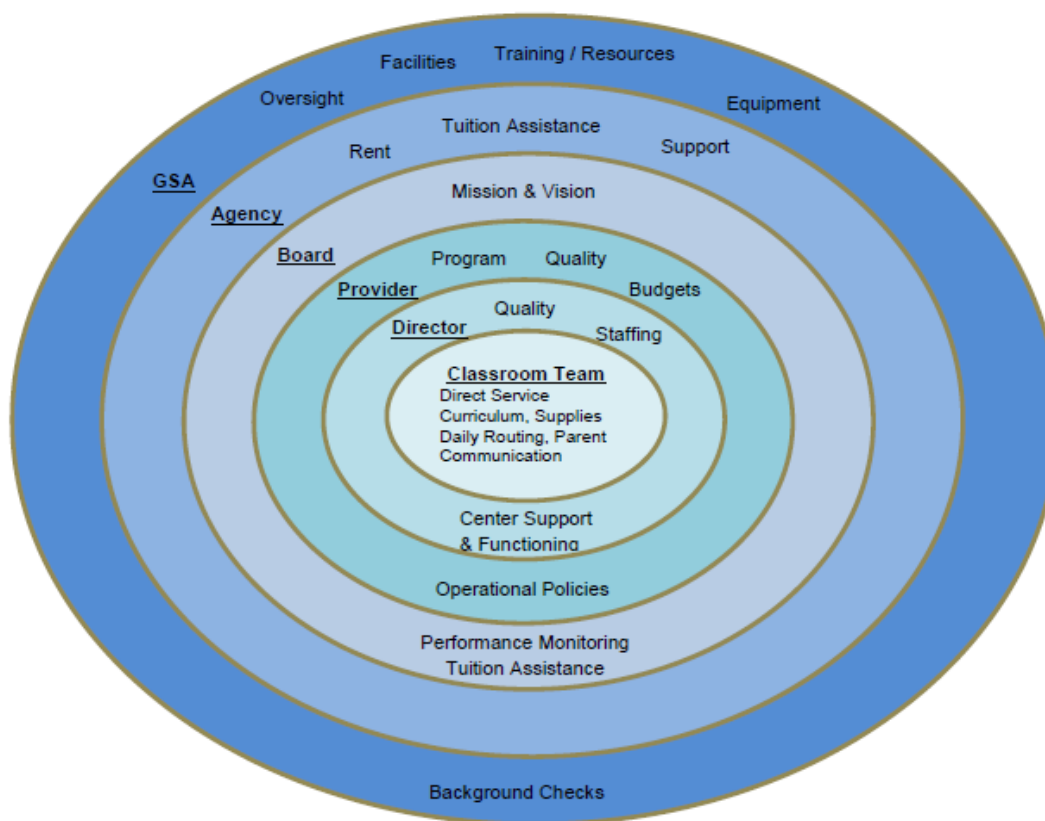 Training / Resources
Facilities
Oversight
Equipment
GSA
Tuition Assistance
Rent
Support
Agency
Mission & Vision
Board
Program
Quality
Provider
Budgets
Quality
Director
Staffing
Classroom Team
Direct Service
Curriculum, Supplies
Daily Routing, Parent
Communication
Center Support
& Functioning
Operational Policies
Performance Monitoring
Tuition Assistance
Background Checks